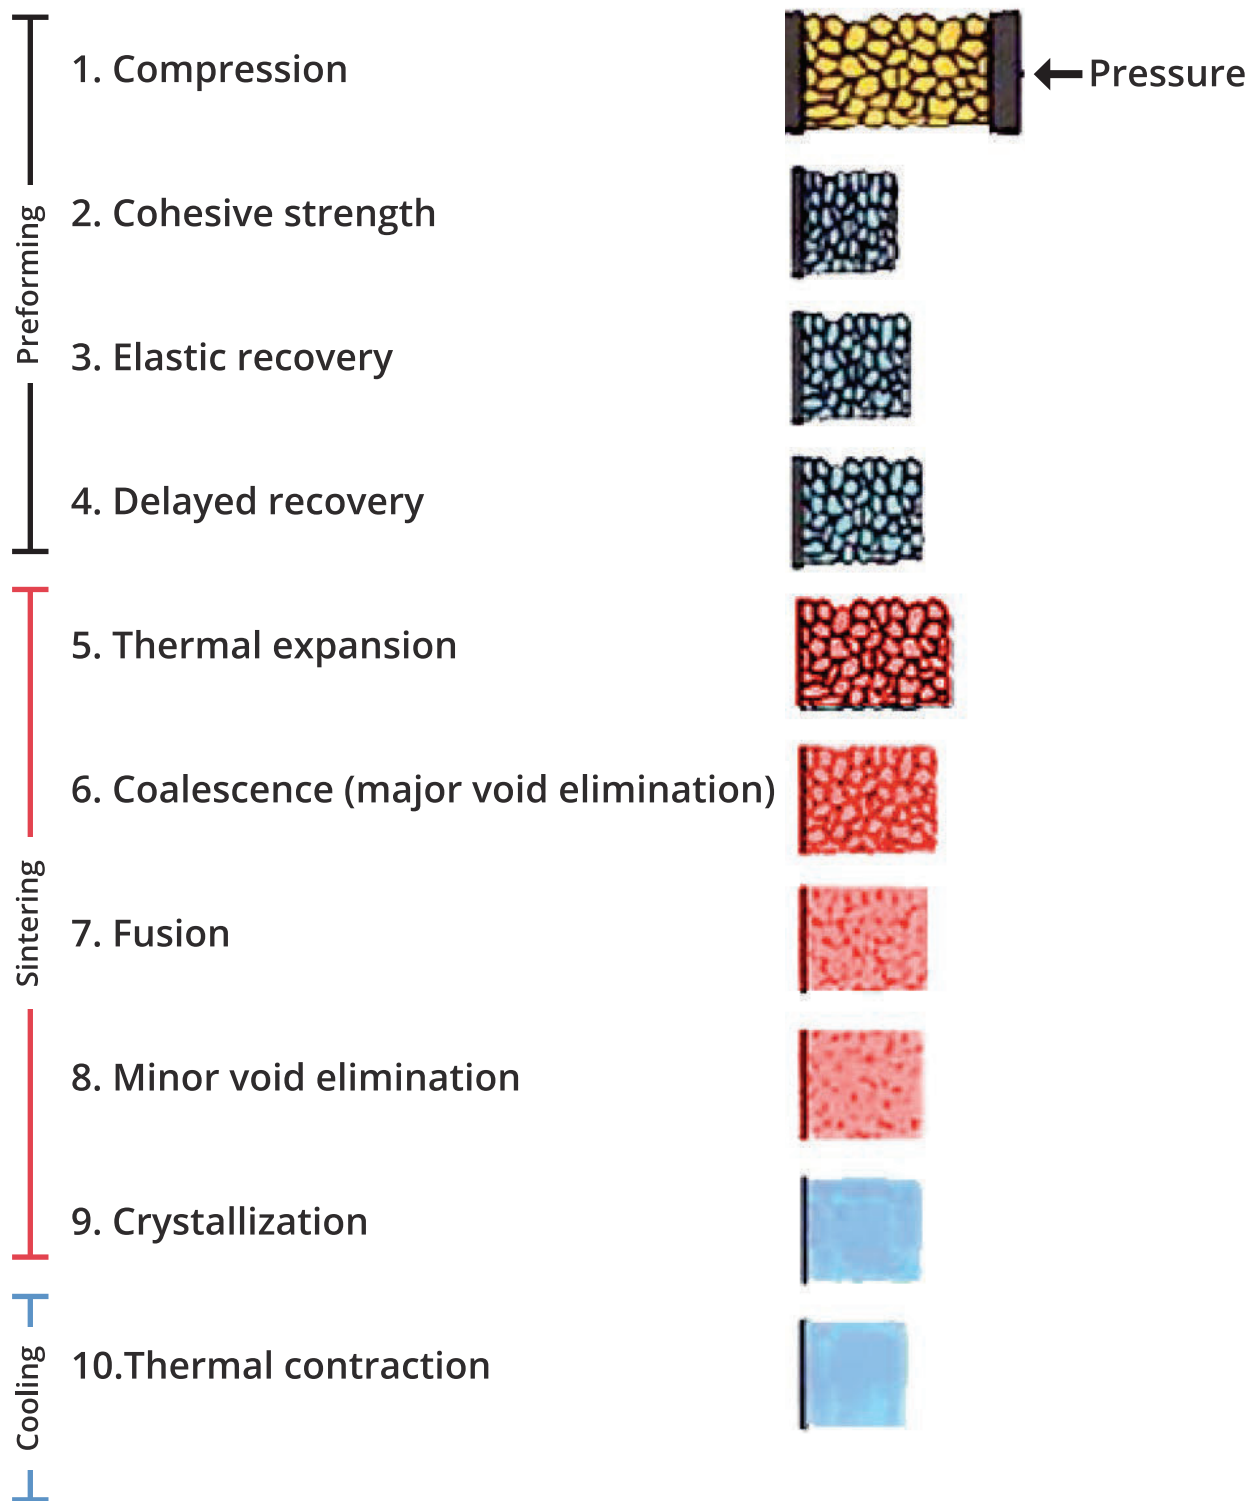 Preforming
1. Compression
Pressure
2. Cohesive strength
3. Elastic recovery
4. Delayed recovery
Sintering
5. Thermal expansion
6. Coalescence (major void elimination)
7. Fusion
8. Minor void elimination
9. Crystallization
Cooling
10.Thermal contraction